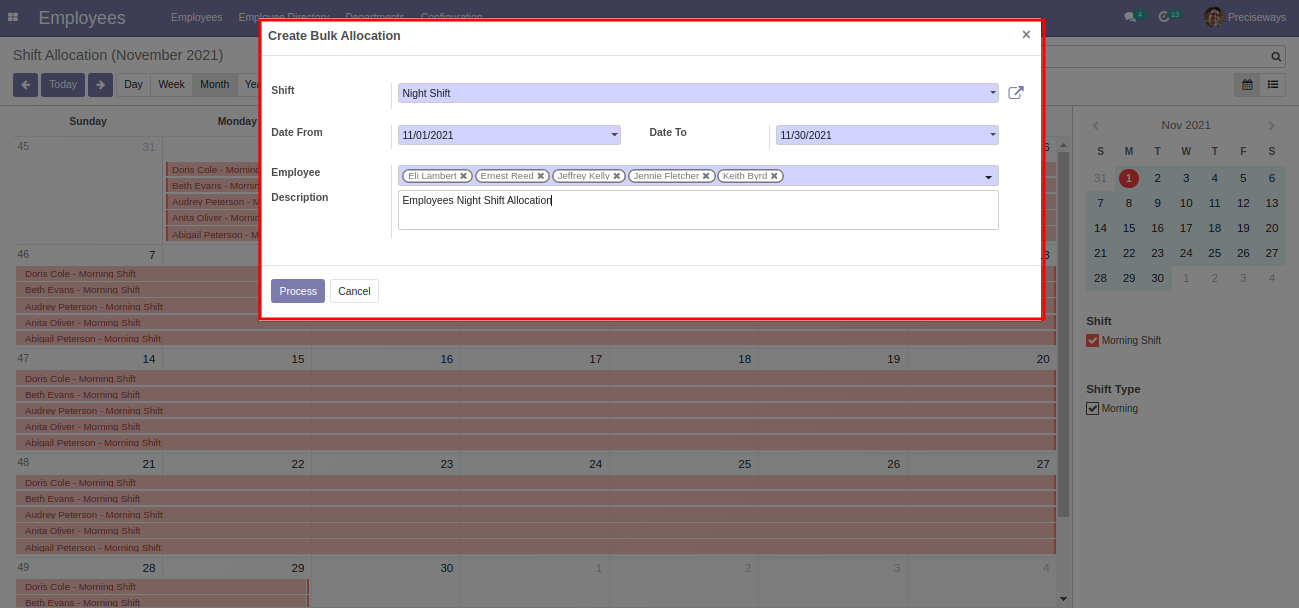 Employees Employees Employee Directory Departments Configuration 4 13 Preciseways
Create Bulk Allocation ×
Shift Allocation (November 2021)
Today Day Week Month
Shift Night Shift
Date From 11/01/2021 Date To 11/30/2021
Employee Eli Lambert ✖ Ernest Reed ✖ Jeffrey Kelly ✖ Jennie Fletcher ✖ Keith Byrd ✖
Description Employees Night Shift Allocation
Process Cancel
Sunday Monday
45 31
Doris Cole - Morning
Beth Evans - Mornin
Audrey Peterson - M
Anita Oliver - Mornin
Abigail Peterson - M
46 7
Doris Cole - Morning Shift
Beth Evans - Morning Shift
Audrey Peterson - Morning Shift
Anita Oliver - Morning Shift
Abigail Peterson - Morning Shift
47 14 15 16 17 18 19 20
Doris Cole - Morning Shift
Beth Evans - Morning Shift
Audrey Peterson - Morning Shift
Anita Oliver - Morning Shift
Abigail Peterson - Morning Shift
48 21 22 23 24 25 26 27
Doris Cole - Morning Shift
Beth Evans - Morning Shift
Audrey Peterson - Morning Shift
Anita Oliver - Morning Shift
Abigail Peterson - Morning Shift
49 28 29 30 1 2 3 4
Doris Cole - Morning Shift
Beth Evans - Morning Shift
Nov 2021
S M T W T F S
31 1 2 3 4 5 6
7 8 9 10 11 12 13
14 15 16 17 18 19 20
21 22 23 24 25 26 27
28 29 30 1 2 3 4
Shift
Morning Shift
Shift Type
Morning